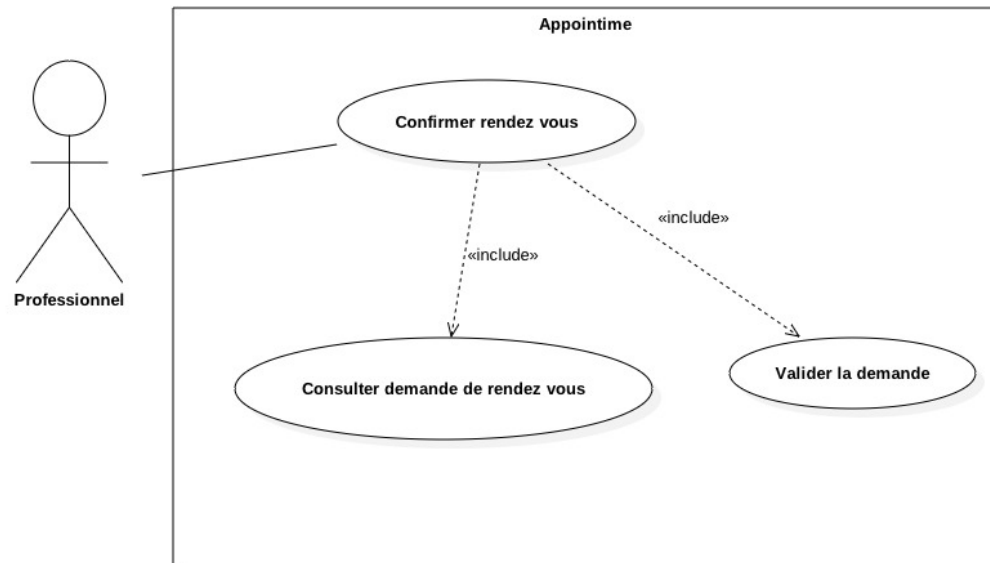 Appointime
Confirmer rendez vous
«include»
«include»
Professionnel
Consulter demande de rendez vous
Valider la demande